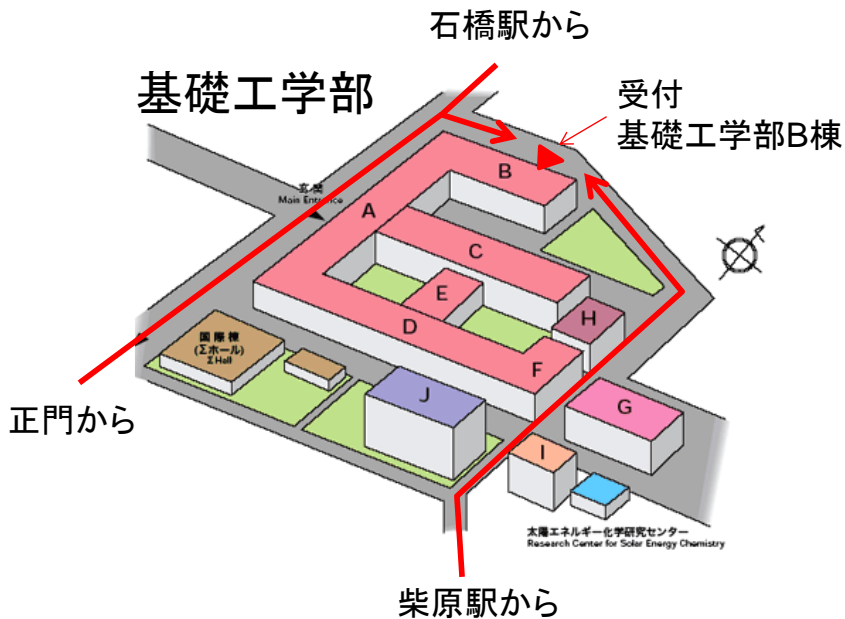 石橋駅から
基礎工学部
受付
基礎工学部B棟
玄関
Main Entrance
B
A
C
E
D
H
F
国際棟
(Σホール)
Σ Hall
J
G
正門から
I
太陽エネルギー化学研究センター
Research Center for Solar Energy Chemistry
柴原駅から